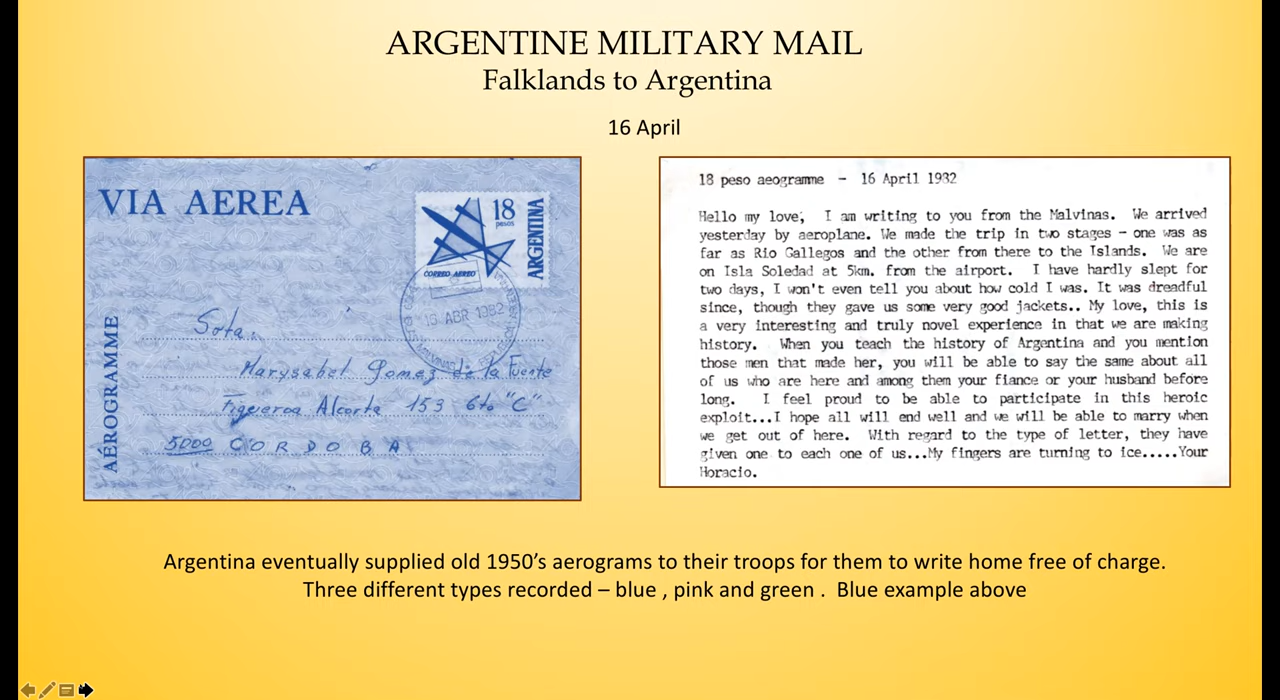 ARGENTINE MILITARY MAIL
Falklands to Argentina
16 April
VIA AEREA
18
pesos
ARGENTINA
CORREO AEREO
16 ABR 1982
AÉROGRAMME
Srta.
Marysabel Gomez de la Fuente
Figueroa Alcorta 153 6to "C"
5000 CORDOBA
18 peso aeogramme - 16 April 1982
Hello my love, I am writing to you from the Malvinas. We arrived
yesterday by aeroplane. We made the trip in two stages - one was as
far as Rio Gallegos and the other from there to the Islands. We are
on Isla Soledad at 5km. from the airport. I have hardly slept for
two days, I won't even tell you about how cold I was. It was dreadful
since, though they gave us some very good jackets.. My love, this is
a very interesting and truly novel experience in that we are making
history. When you teach the history of Argentina and you mention
those men that made her, you will be able to say the same about all
of us who are here and among them your fiance or your husband before
long. I feel proud to be able to participate in this heroic
exploit...I hope all will end well and we will be able to marry when
we get out of here. With regard to the type of letter, they have
given one to each one of us...My fingers are turning to ice.....Your
Horacio.
Argentina eventually supplied old 1950's aerograms to their troops for them to write home free of charge.
Three different types recorded – blue , pink and green . Blue example above